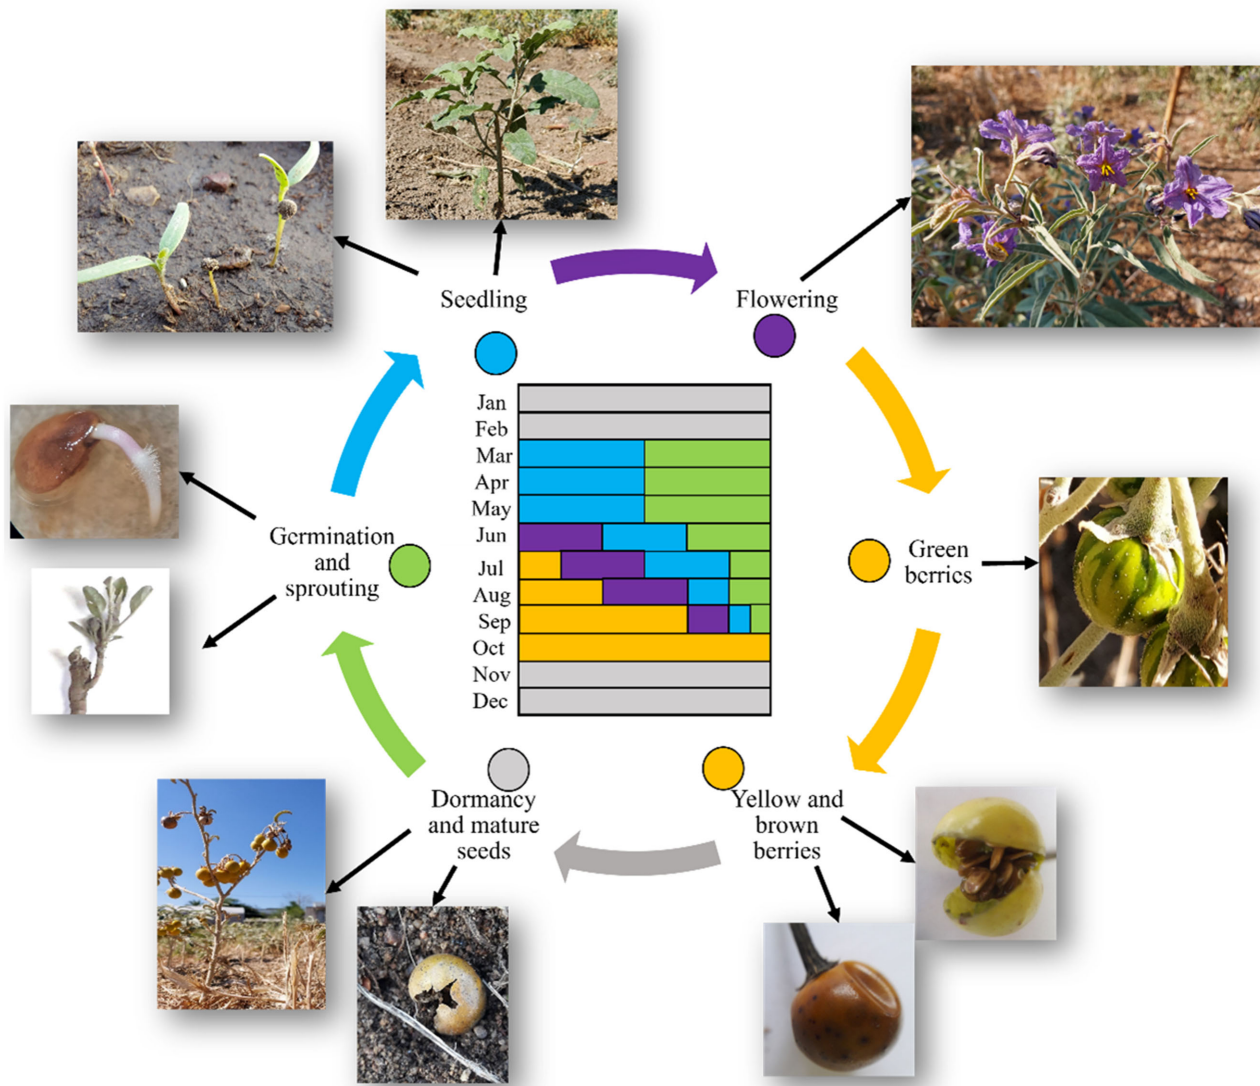 Seedling
Flowering
Jan
Feb
Mar
Apr
May
Jun
Jul
Aug
Sep
Oct
Nov
Dec
Germination
and
sprouting
Green
berries
Dormancy
and mature
seeds
Yellow and
brown
berries